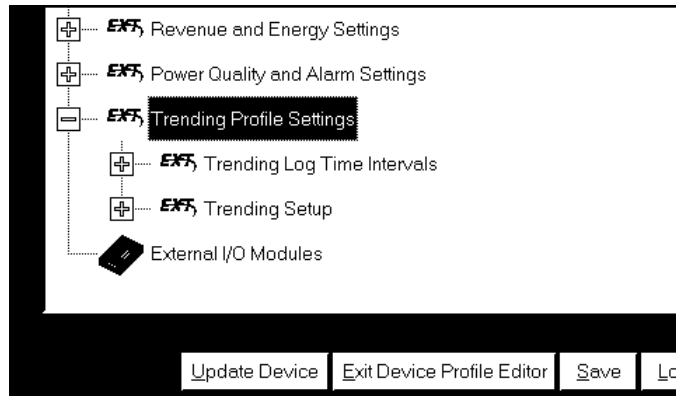 EXT, Revenue and Energy Settings
EXT, Power Quality and Alarm Settings
EXT, Trending Profile Settings
EXT, Trending Log Time Intervals
EXT, Trending Setup
External I/O Modules
Update Device Exit Device Profile Editor Save Lo